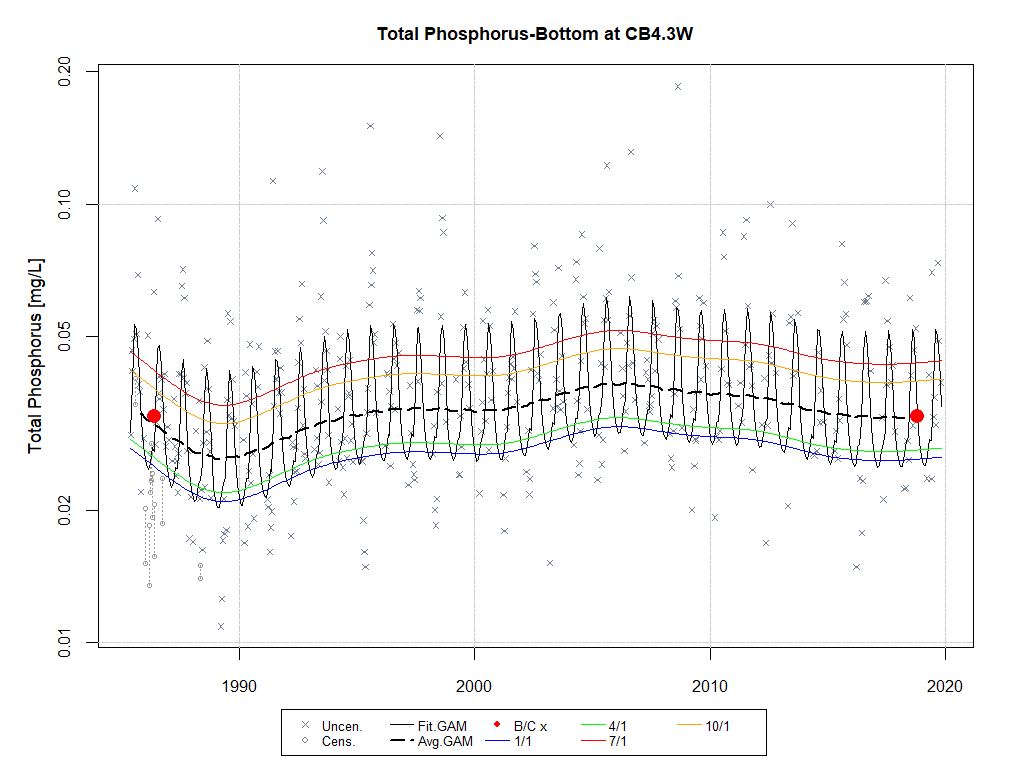 Total Phosphorus-Bottom at CB4.3W
Total Phosphorus [mg/L]
0.20
0.10
0.05
0.02
0.01
1990 2000 2010 2020
Uncen. Fit.GAM B/C x 4/1 10/1
Cens. Avg.GAM 1/1 7/1